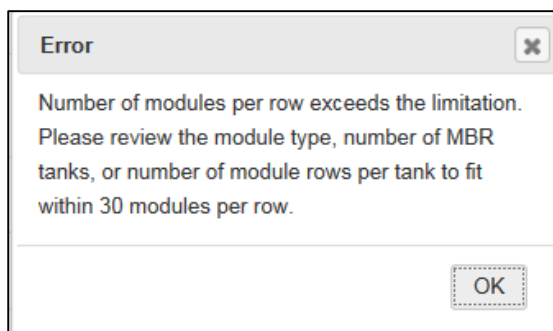 Error
Number of modules per row exceeds the limitation.
Please review the module type, number of MBR
tanks, or number of module rows per tank to fit
within 30 modules per row.
OK